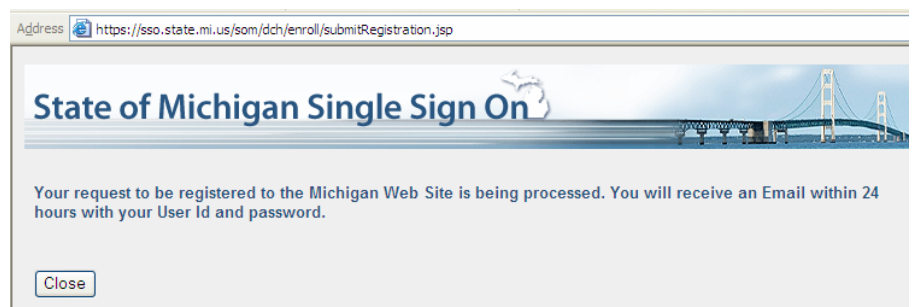 Address https://sso.state.mi.us/som/dch/enroll/submitRegistration.jsp
State of Michigan Single Sign On
Your request to be registered to the Michigan Web Site is being processed. You will receive an Email within 24
hours with your User Id and password.
Close